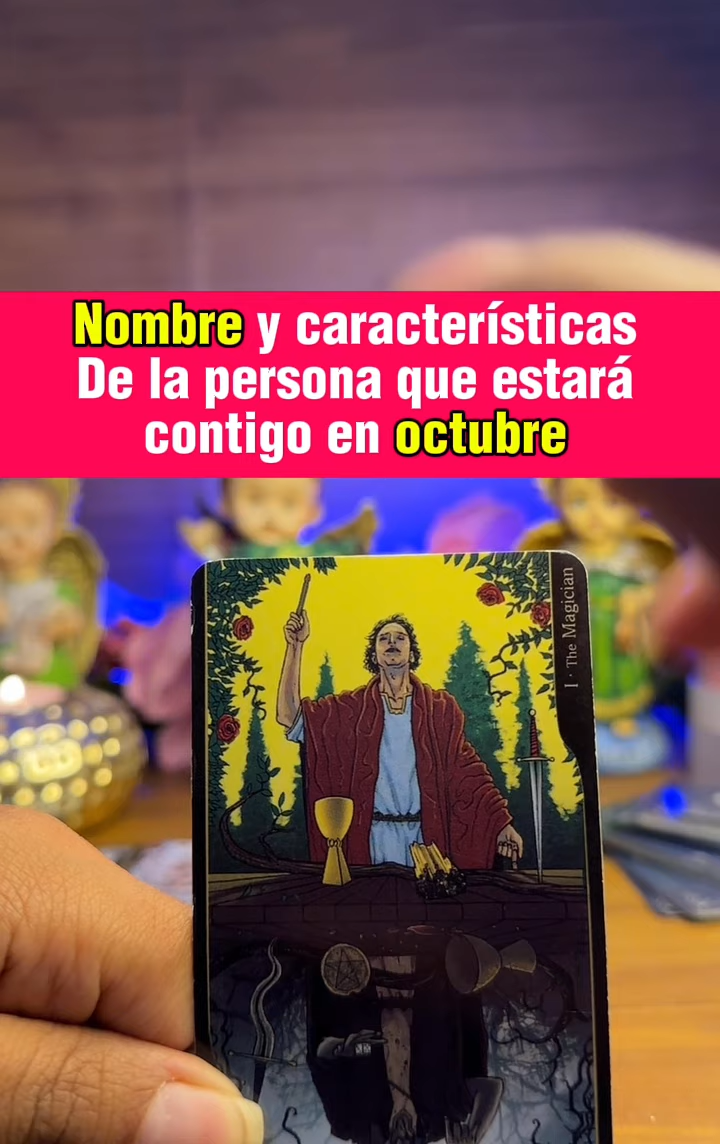 Nombre y características
De la persona que estará
contigo en octubre
I · The Magician